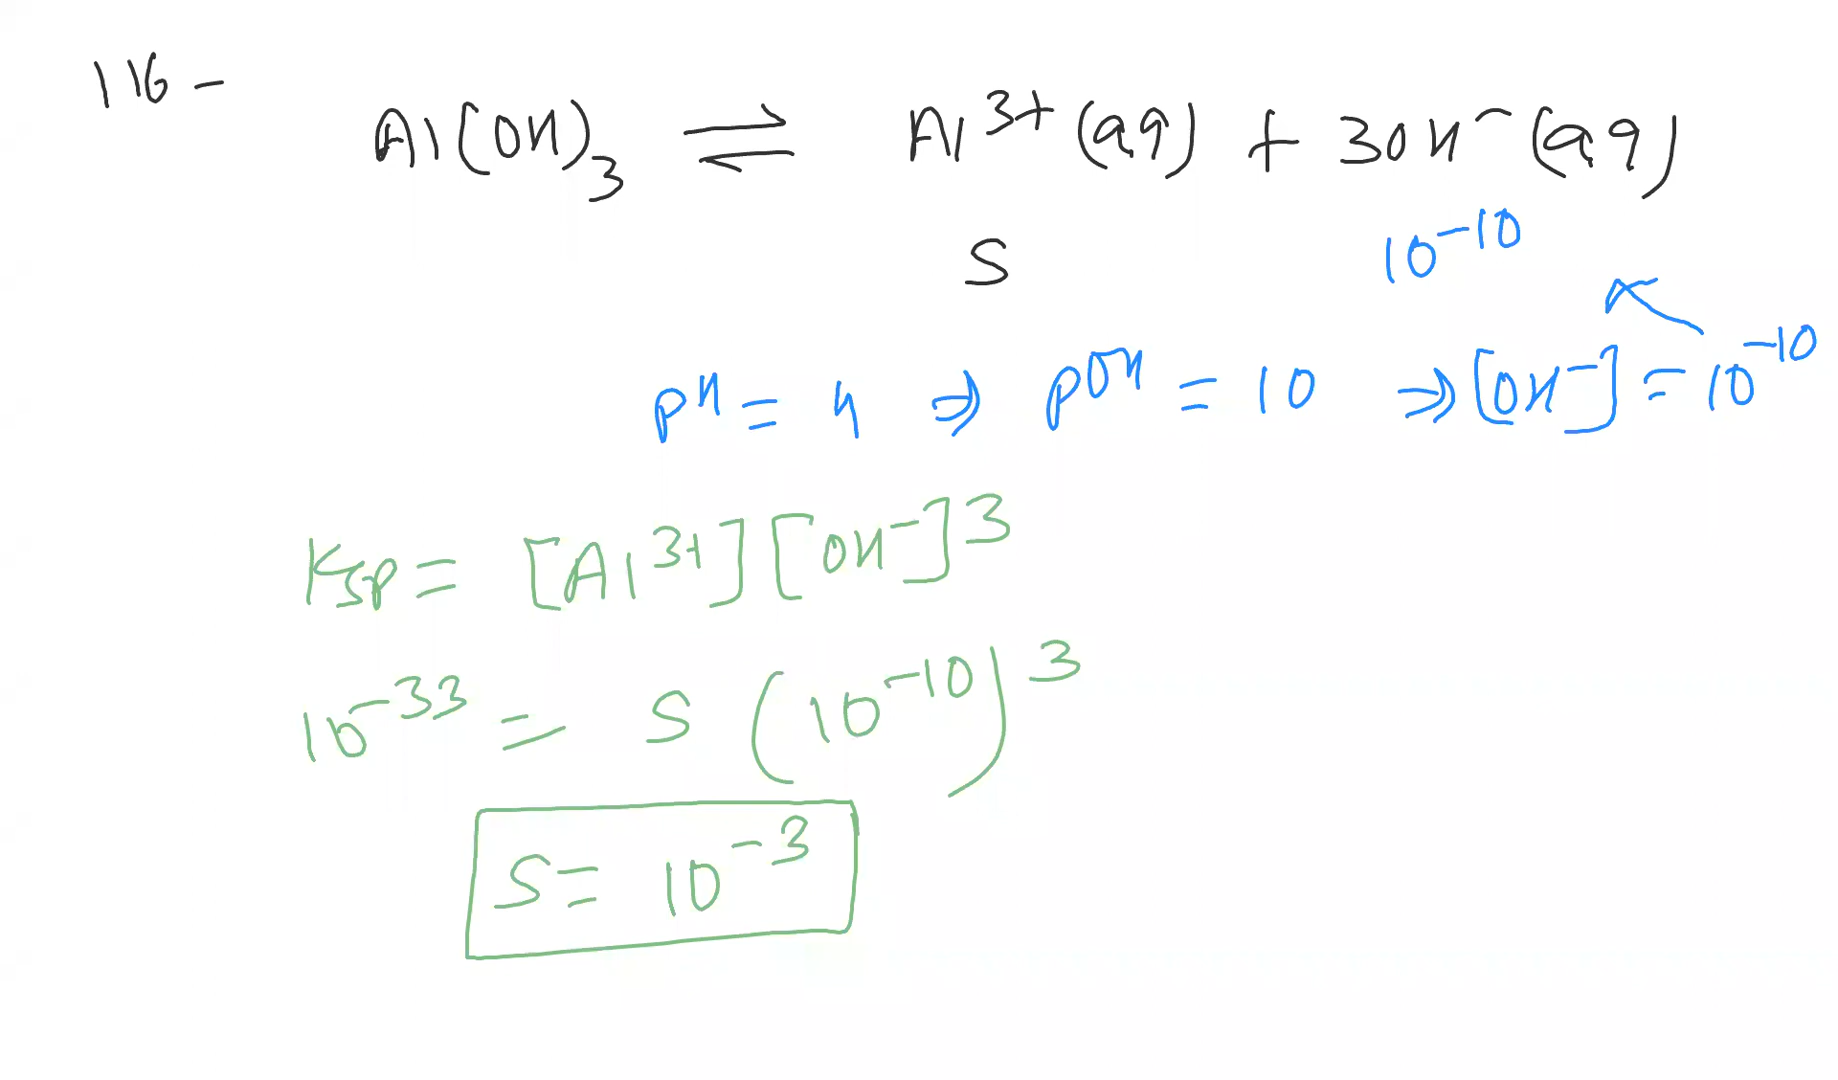 116 -
Al(OH)₃ ⇌ Al³⁺(aq) + 3OH⁻(aq)
S 10⁻¹⁰
pH = 4 ⇒ pOH = 10 ⇒ [OH⁻] = 10⁻¹⁰
Ksp = [Al³⁺][OH⁻]³
10⁻³³ = S (10⁻¹⁰)³
S = 10⁻³